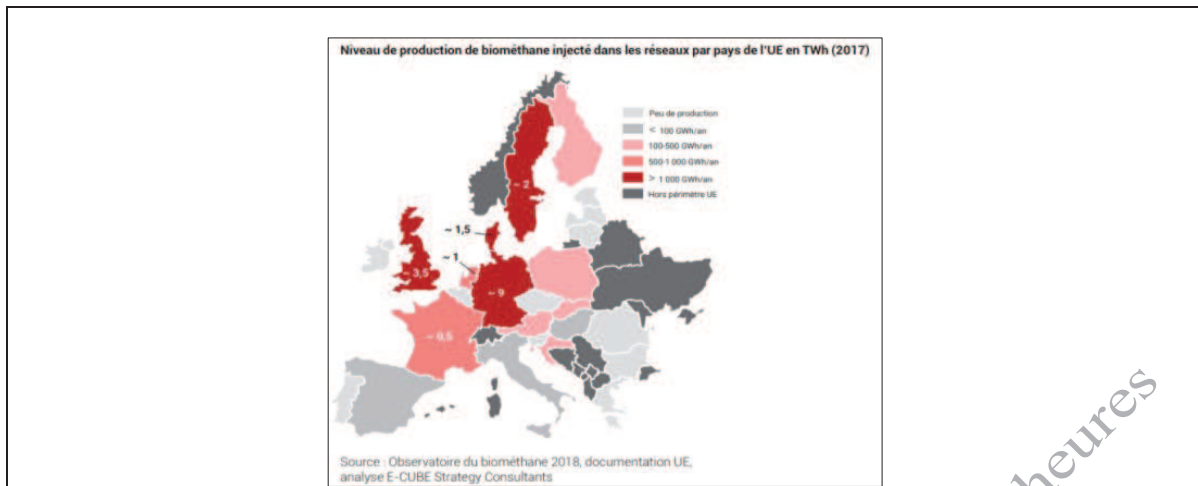 Niveau de production de biométhane injecté dans les réseaux par pays de l'UE en TWh (2017)
Peu de production
< 100 GWh/an
100-500 GWh/an
500-1 000 GWh/an
> 1 000 GWh/an
Hors périmètre UE
~ 2
~ 1,5
~ 1
~ 3,5
~ 9
~ 0,5
Source : Observatoire du biométhane 2018, documentation UE,
analyse E-CUBE Strategy Consultants
heures